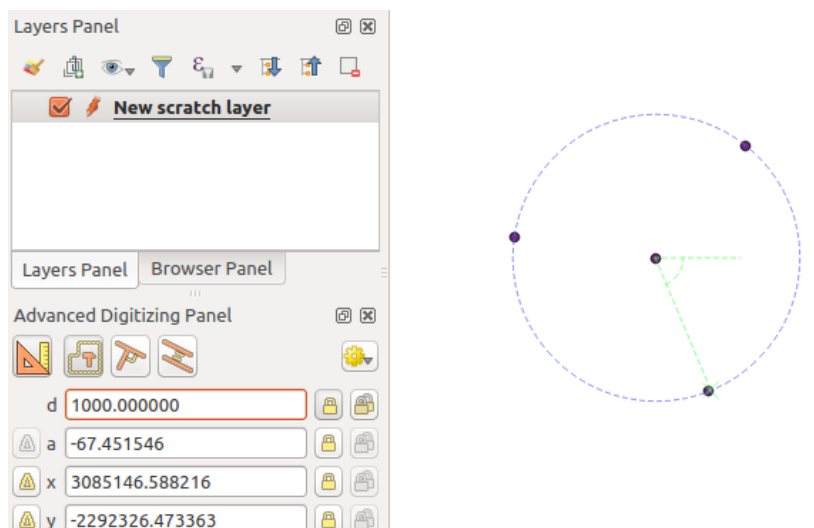 Layers Panel
New scratch layer
Layers Panel Browser Panel
Advanced Digitizing Panel
d 1000.000000
a -67.451546
x 3085146.588216
y -2292326.473363